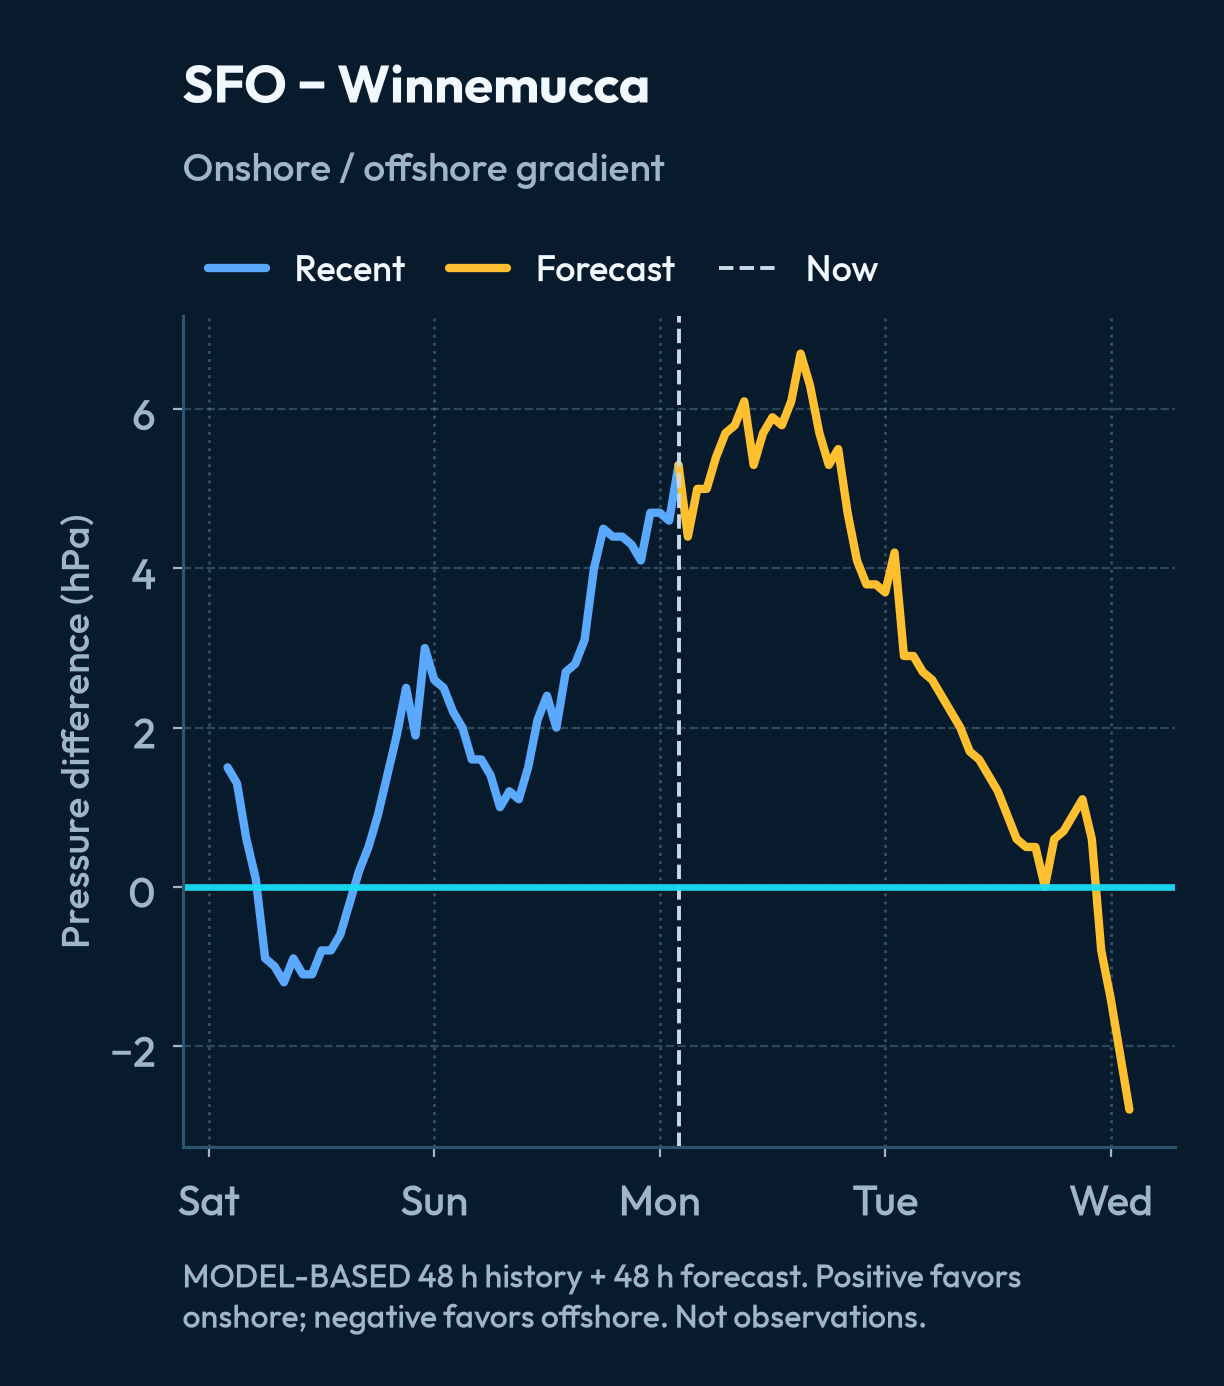 SFO – Winnemucca
Onshore / offshore gradient
Recent Forecast Now
Pressure difference (hPa)
6
4
2
0
−2
Sat Sun Mon Tue Wed
MODEL-BASED 48 h history + 48 h forecast. Positive favors
onshore; negative favors offshore. Not observations.